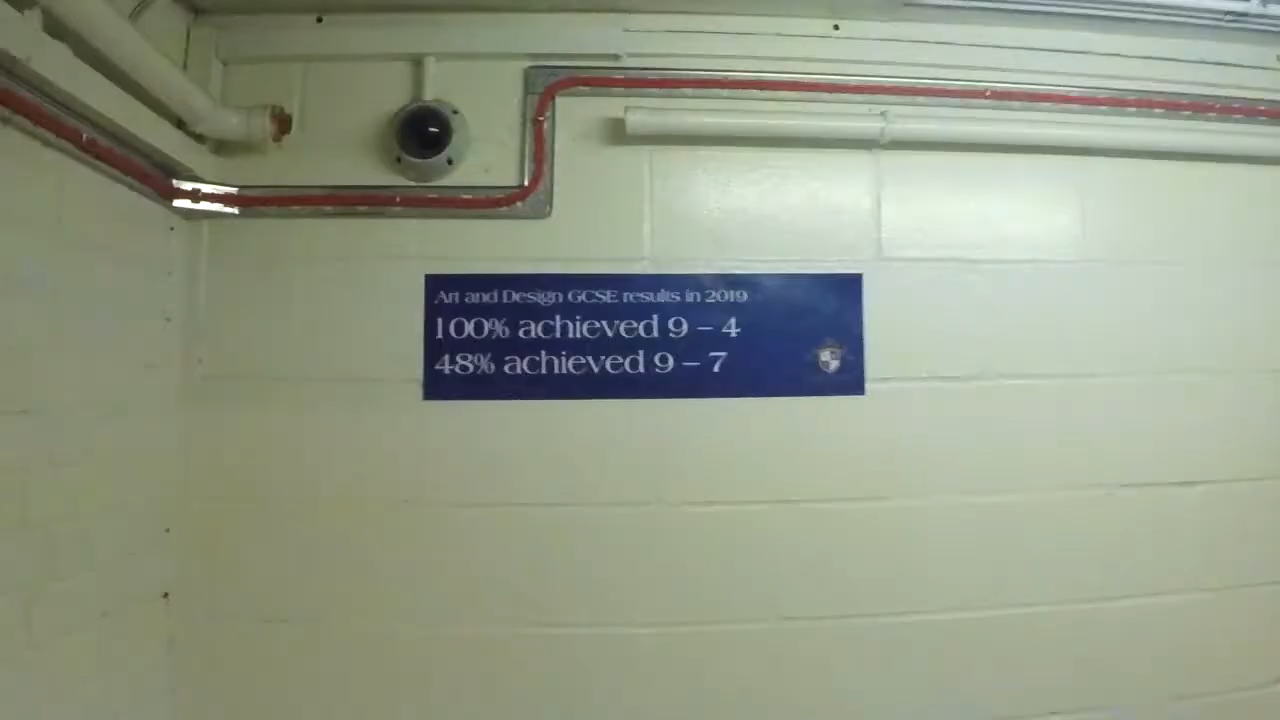 Art and Design GCSE results in 2019
100% achieved 9 – 4
48% achieved 9 – 7